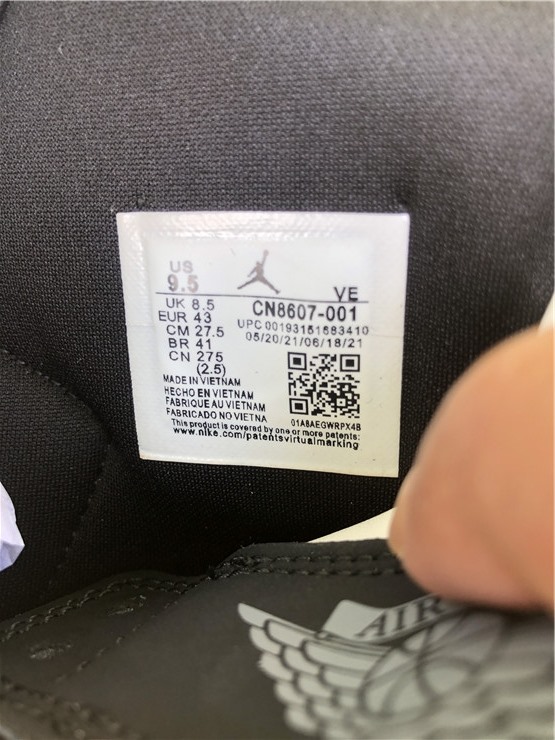 US
9.5
VE
UK 8.5
CN8607-001
EUR 43
UPC 00193151683410
CM 27.5
05/20/21/06/18/21
BR 41
CN 275
(2.5)
MADE IN VIETNAM
HECHO EN VIETNAM
FABRIQUE AU VIETNAM
FABRICADO NO VIETNA
01A8AEGWRPX4B
This product is covered by one or more patents:
www.nike.com/patentsvirtualmarking
AIR